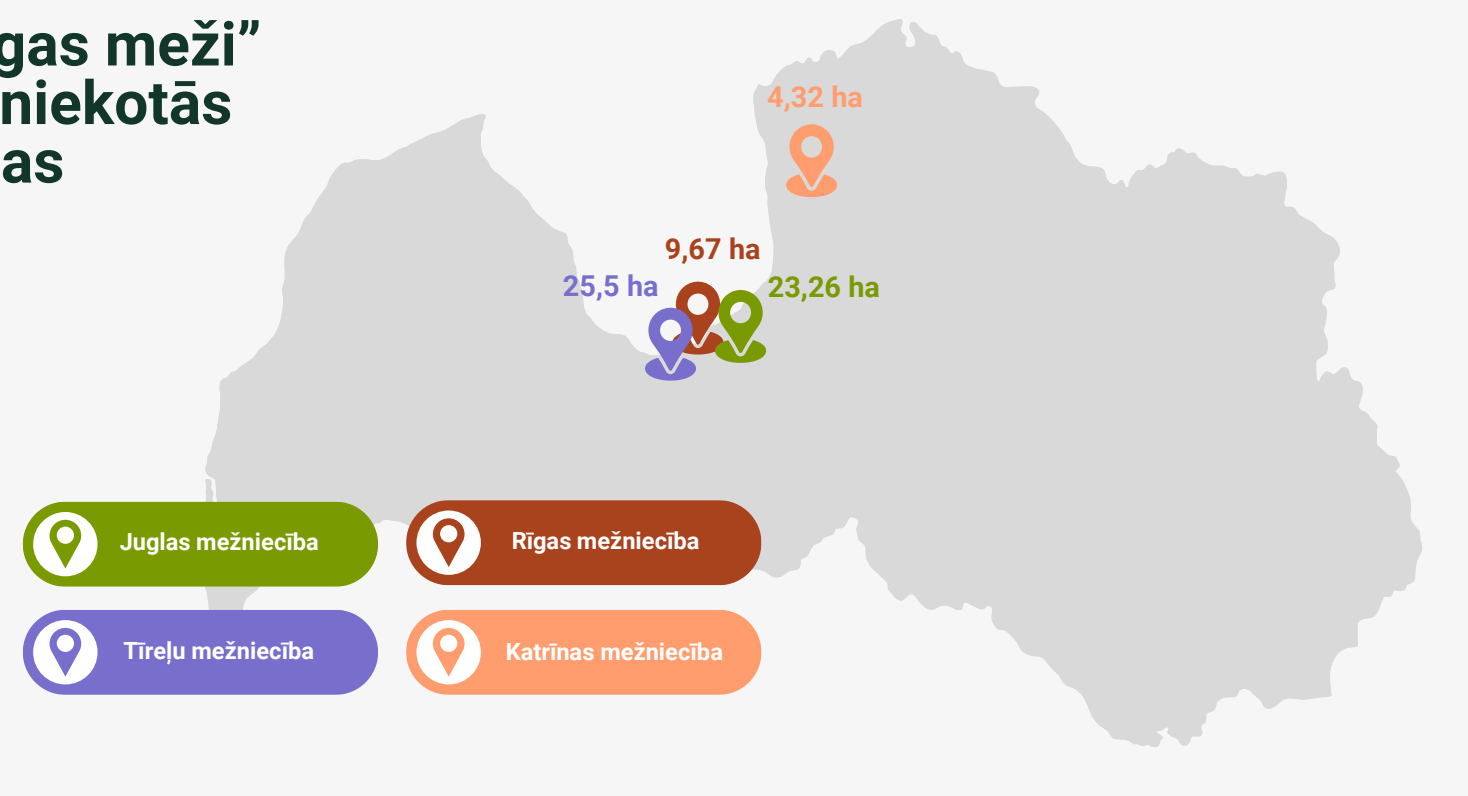 gas meži”
niekotās
as
4,32 ha
9,67 ha
25,5 ha
23,26 ha
Juglas mežniecība
Rīgas mežniecība
Tīreļu mežniecība
Katrīnas mežniecība